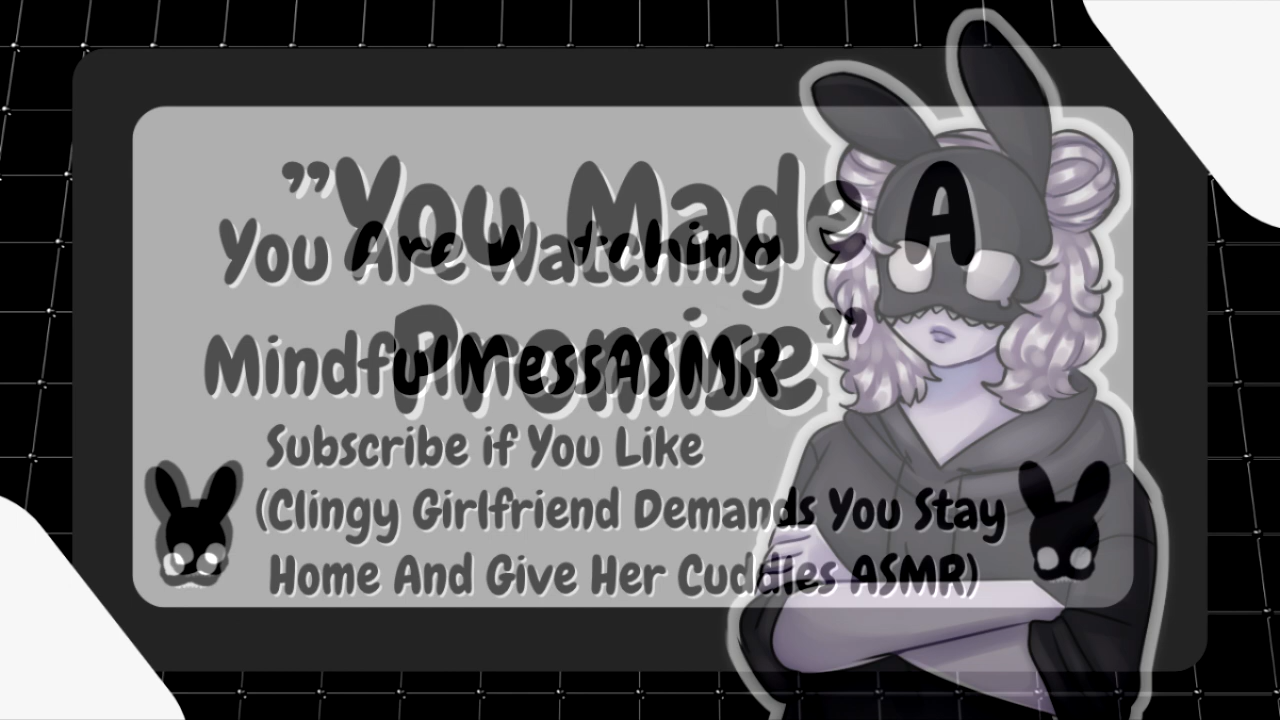 ”You Made A
You Are Watching
Promise”
MindfulMessASMR
Subscribe if You Like
(Clingy Girlfriend Demands You Stay
Home And Give Her Cuddles ASMR)